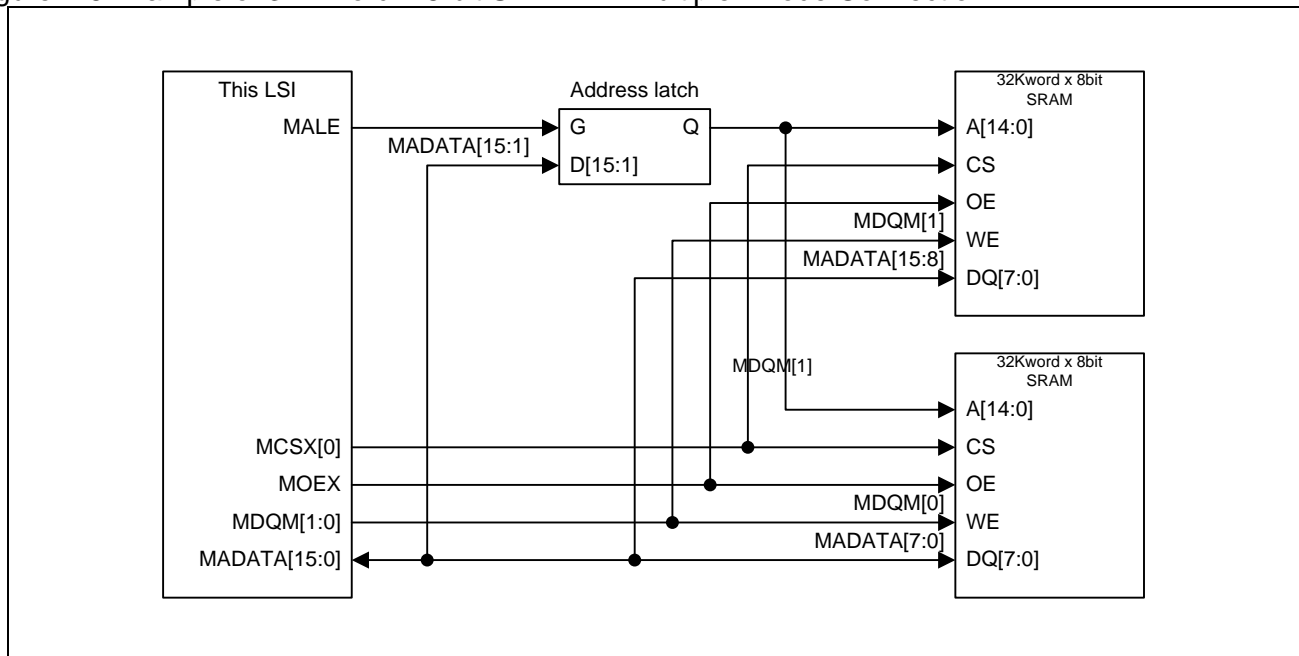 This LSI
MALE
MADATA[15:1]
Address latch
G Q
D[15:1]
32Kword x 8bit
SRAM
A[14:0]
CS
OE
MDQM[1]
WE
MADATA[15:8]
DQ[7:0]
MDQM[1]
32Kword x 8bit
SRAM
A[14:0]
MCSX[0]
CS
MOEX
OE
MDQM[0]
MDQM[1:0]
WE
MADATA[7:0]
MADATA[15:0]
DQ[7:0]